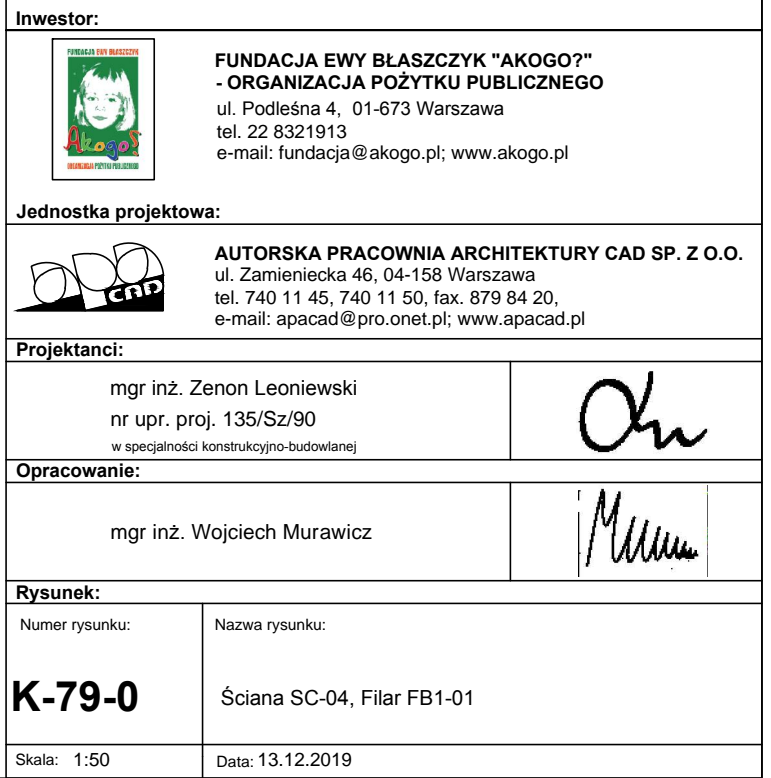 Inwestor:
FUNDACJA EWY BŁASZCZYK
Akogo?
ORGANIZACJA POŻYTKU PUBLICZNEGO
FUNDACJA EWY BŁASZCZYK "AKOGO?"
- ORGANIZACJA POŻYTKU PUBLICZNEGO
ul. Podleśna 4, 01-673 Warszawa
tel. 22 8321913
e-mail: fundacja@akogo.pl; www.akogo.pl
Jednostka projektowa:
apa
CAD
AUTORSKA PRACOWNIA ARCHITEKTURY CAD SP. Z O.O.
ul. Zamieniecka 46, 04-158 Warszawa
tel. 740 11 45, 740 11 50, fax. 879 84 20,
e-mail: apacad@pro.onet.pl; www.apacad.pl
Projektanci:
mgr inż. Zenon Leoniewski
nr upr. proj. 135/Sz/90
w specjalności konstrukcyjno-budowlanej
Opracowanie:
mgr inż. Wojciech Murawicz
Rysunek:
Numer rysunku:
K-79-0
Nazwa rysunku:
Ściana SC-04, Filar FB1-01
Skala: 1:50
Data: 13.12.2019